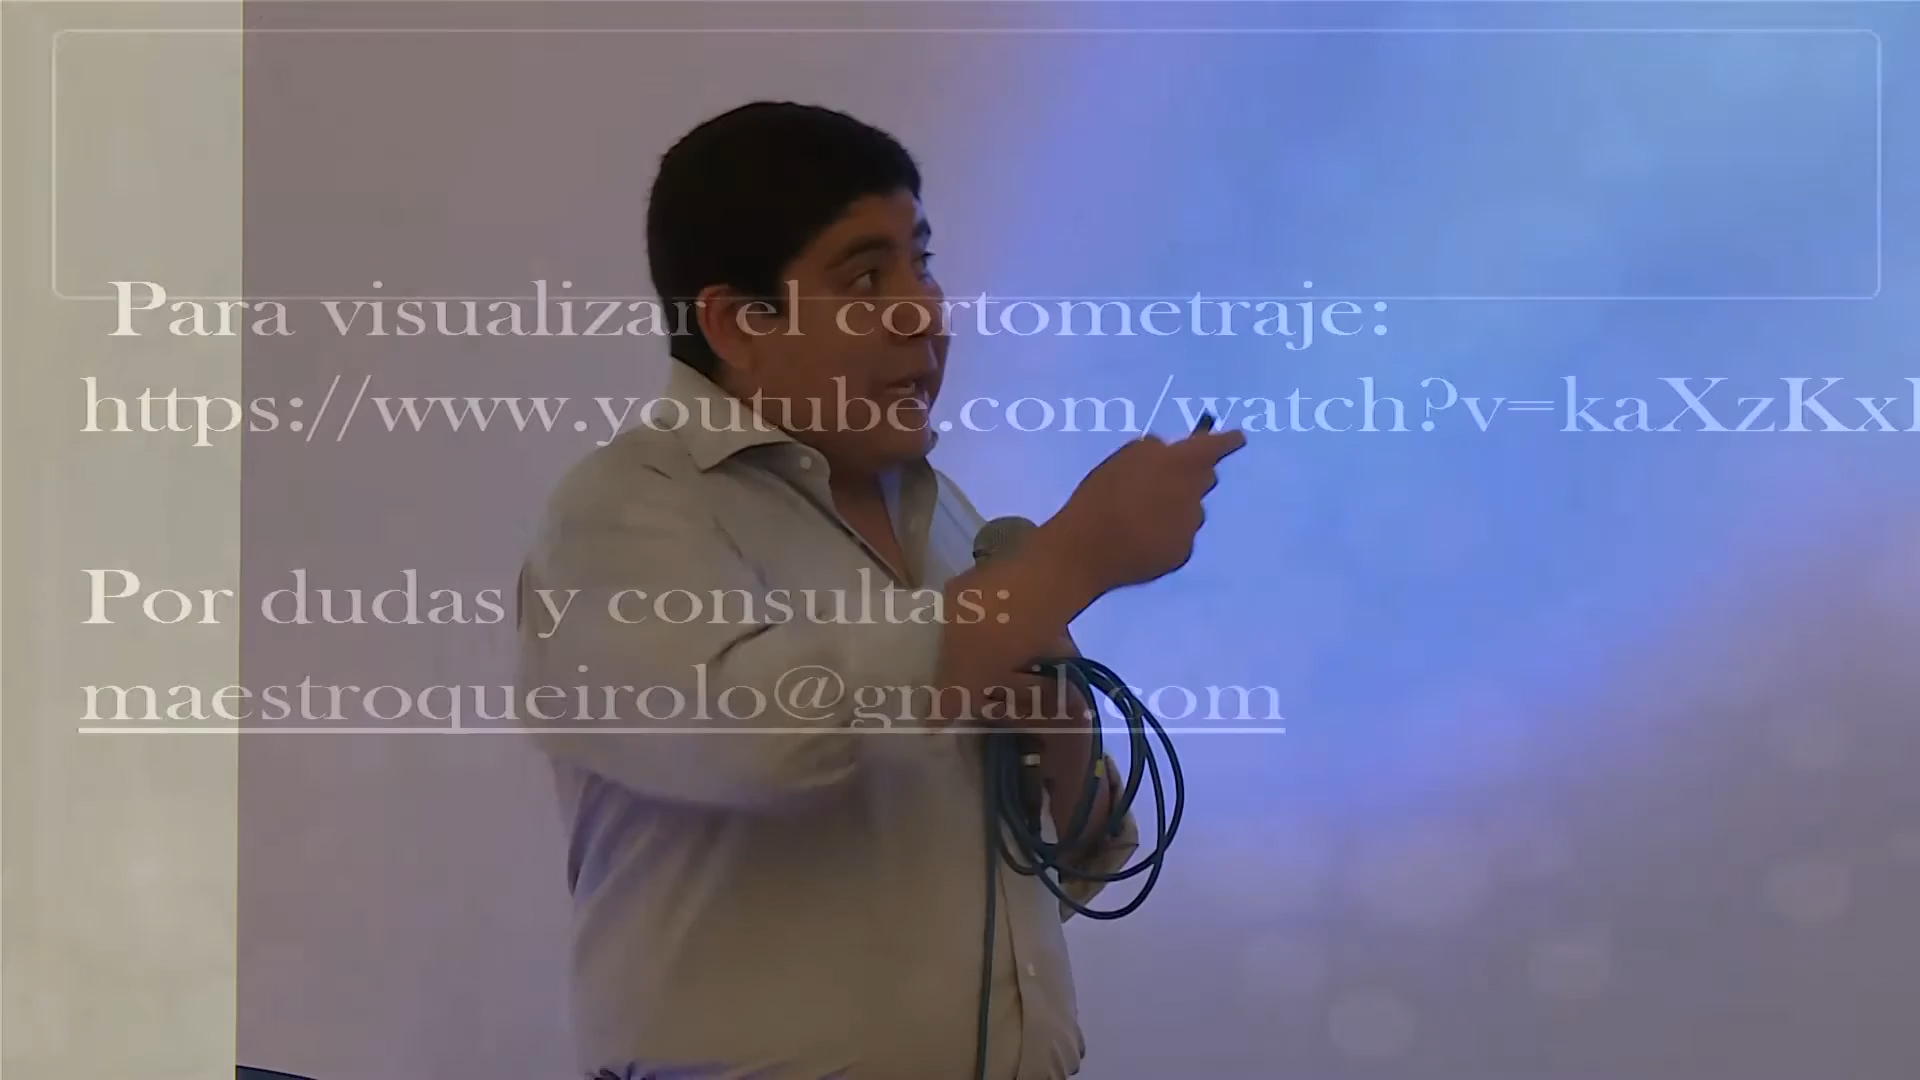 Para visualizar el cortometraje:
https://www.youtube.com/watch?v=kaXzKx
Por dudas y consultas:
maestroqueirolo@gmail.com